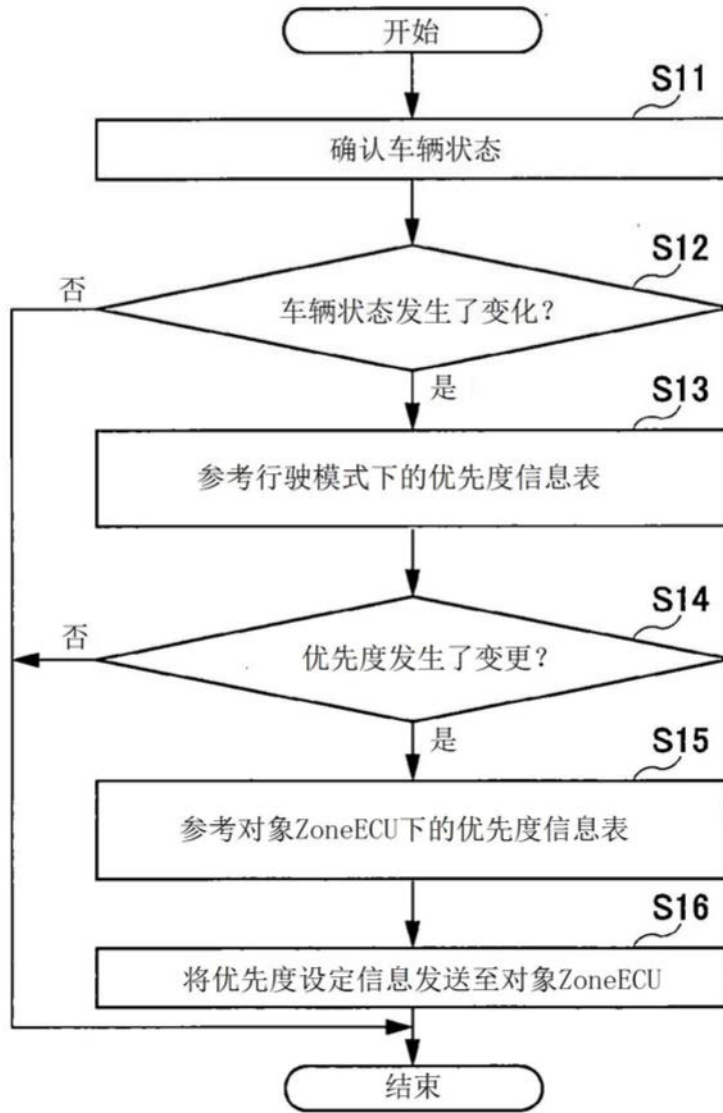 开始
S11
确认车辆状态
S12
否
车辆状态发生了变化?
是
S13
参考行驶模式下的优先度信息表
S14
否
优先度发生了变更?
是
S15
参考对象ZoneECU下的优先度信息表
S16
将优先度设定信息发送至对象ZoneECU
结束